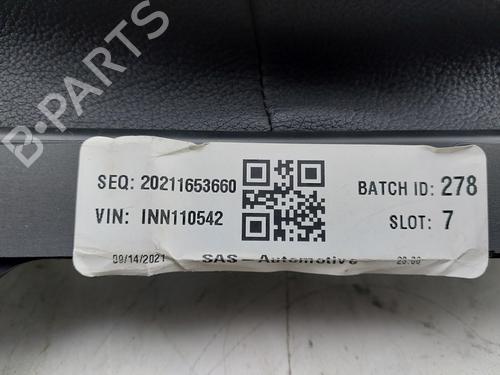 B-PARTS
SEQ: 20211653660
BATCH ID: 278
VIN: INN110542
SLOT: 7
09/14/2021
SAS - Automotive